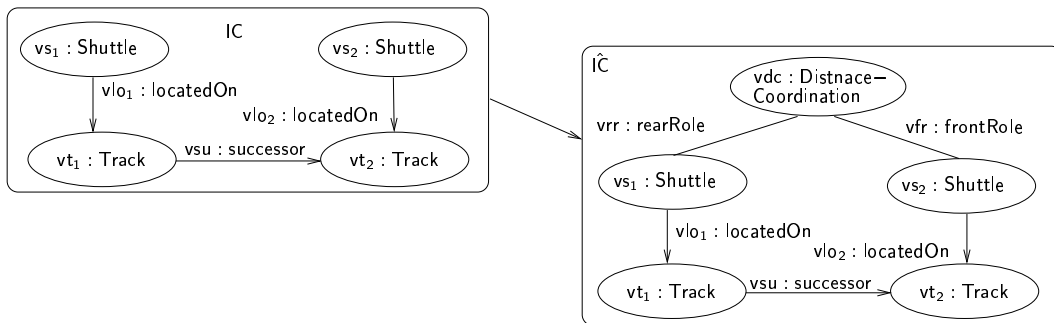 IC
vs₁ : Shuttle
vs₂ : Shuttle
vlo₁ : locatedOn
vlo₂ : locatedOn
vsu : successor
vt₁ : Track
vt₂ : Track
IĈ
vdc : Distnace−
Coordination
vrr : rearRole
vfr : frontRole
vs₁ : Shuttle
vs₂ : Shuttle
vlo₁ : locatedOn
vlo₂ : locatedOn
vsu : successor
vt₁ : Track
vt₂ : Track